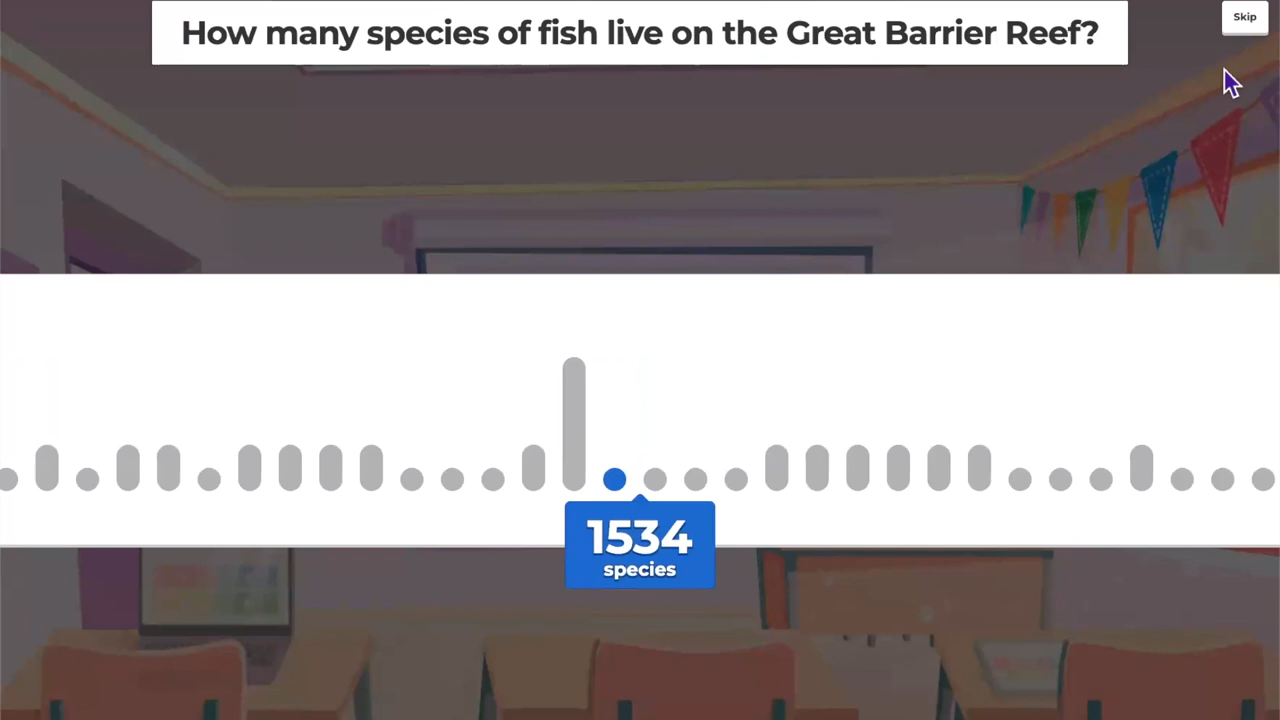 How many species of fish live on the Great Barrier Reef?
Skip
1534
species